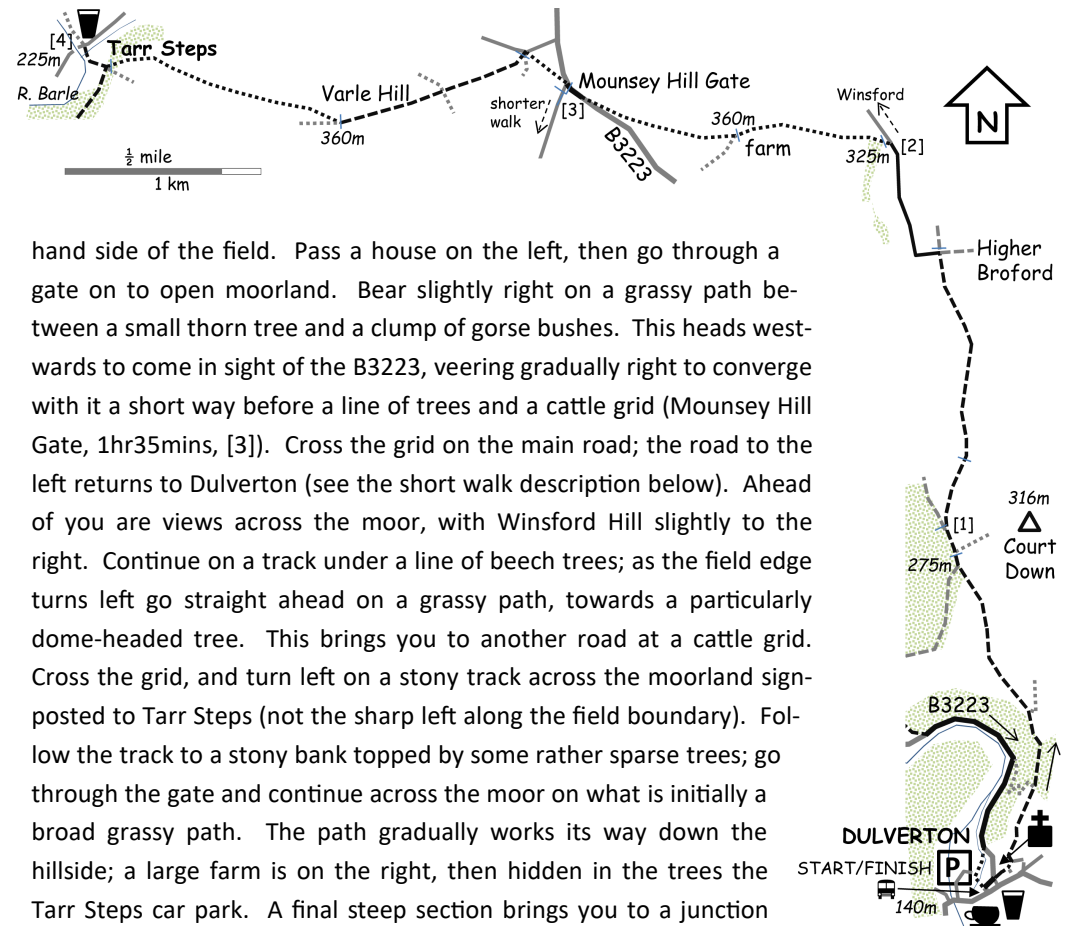 [4]
Tarr Steps
225m
R. Barle
Varle Hill
360m
½ mile
1 km
shorter
walk
[3]
Mounsey Hill Gate
B3223
360m
farm
Winsford
325m
[2]
N
Higher
Broford
hand side of the field. Pass a house on the left, then go through a
gate on to open moorland. Bear slightly right on a grassy path be-
tween a small thorn tree and a clump of gorse bushes. This heads west-
wards to come in sight of the B3223, veering gradually right to converge
with it a short way before a line of trees and a cattle grid (Mounsey Hill
Gate, 1hr35mins, [3]). Cross the grid on the main road; the road to the
left returns to Dulverton (see the short walk description below). Ahead
of you are views across the moor, with Winsford Hill slightly to the
right. Continue on a track under a line of beech trees; as the field edge
turns left go straight ahead on a grassy path, towards a particularly
dome-headed tree. This brings you to another road at a cattle grid.
Cross the grid, and turn left on a stony track across the moorland sign-
posted to Tarr Steps (not the sharp left along the field boundary). Fol-
low the track to a stony bank topped by some rather sparse trees; go
through the gate and continue across the moor on what is initially a
broad grassy path. The path gradually works its way down the
hillside; a large farm is on the right, then hidden in the trees the
Tarr Steps car park. A final steep section brings you to a junction
[1]
316m
Court
Down
275m
B3223
DULVERTON
START/FINISH
P
140m